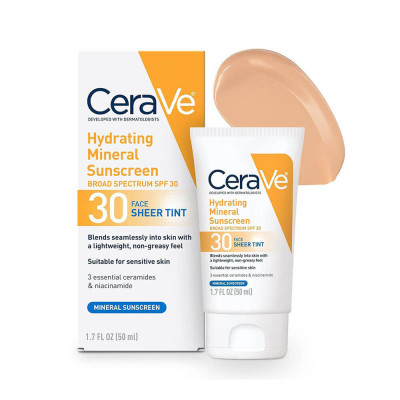 CeraVe
DEVELOPED WITH DERMATOLOGISTS
Hydrating
Mineral
Sunscreen
BROAD SPECTRUM SPF 30
30 FACE
SHEER TINT
Blends seamlessly into skin with
a lightweight, non-greasy feel
Suitable for sensitive skin
3 essential ceramides
& niacinamide
MINERAL SUNSCREEN
1.7 FL OZ (50 ml)
CeraVe
DEVELOPED WITH DERMATOLOGISTS
Hydrating
Mineral
Sunscreen
BROAD SPECTRUM SPF 30
30 FACE
SHEER TINT
Blends seamlessly into skin with
a lightweight, non-greasy feel
Suitable for sensitive skin
3 essential ceramides & niacinamide
MINERAL SUNSCREEN
1.7 FL OZ (50 ml)